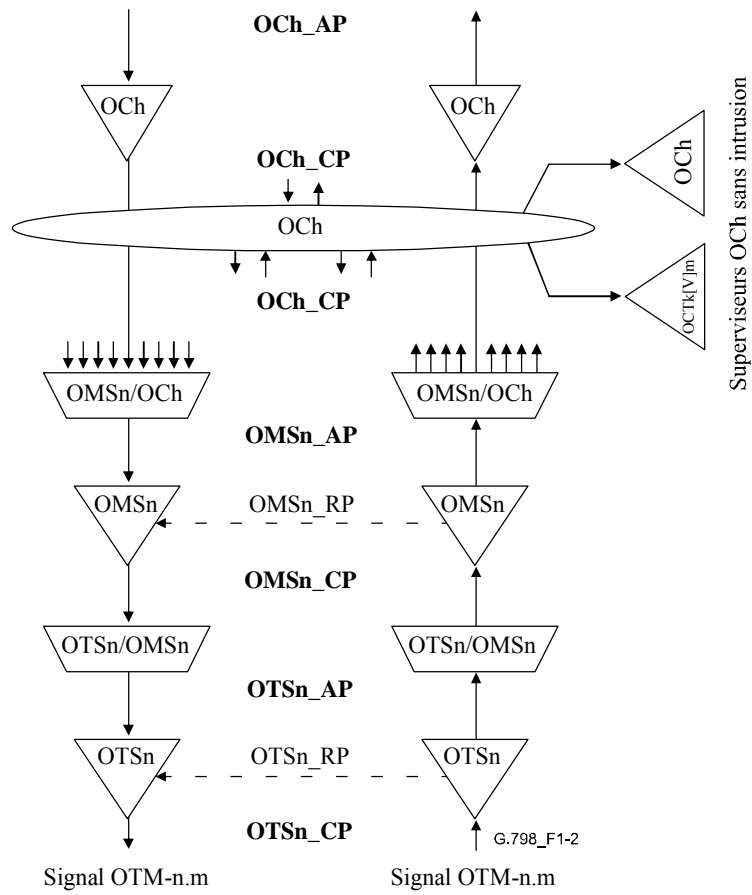 OCh_AP
OCh OCh
OCh_CP
OCh
OCh
OCh_CP
OCTk[V]m
Superviseurs OCh sans intrusion
OMSn/OCh OMSn/OCh
OMSn_AP
OMSn OMSn_RP OMSn
OMSn_CP
OTSn/OMSn OTSn/OMSn
OTSn_AP
OTSn OTSn_RP OTSn
OTSn_CP
G.798_F1-2
Signal OTM-n.m Signal OTM-n.m